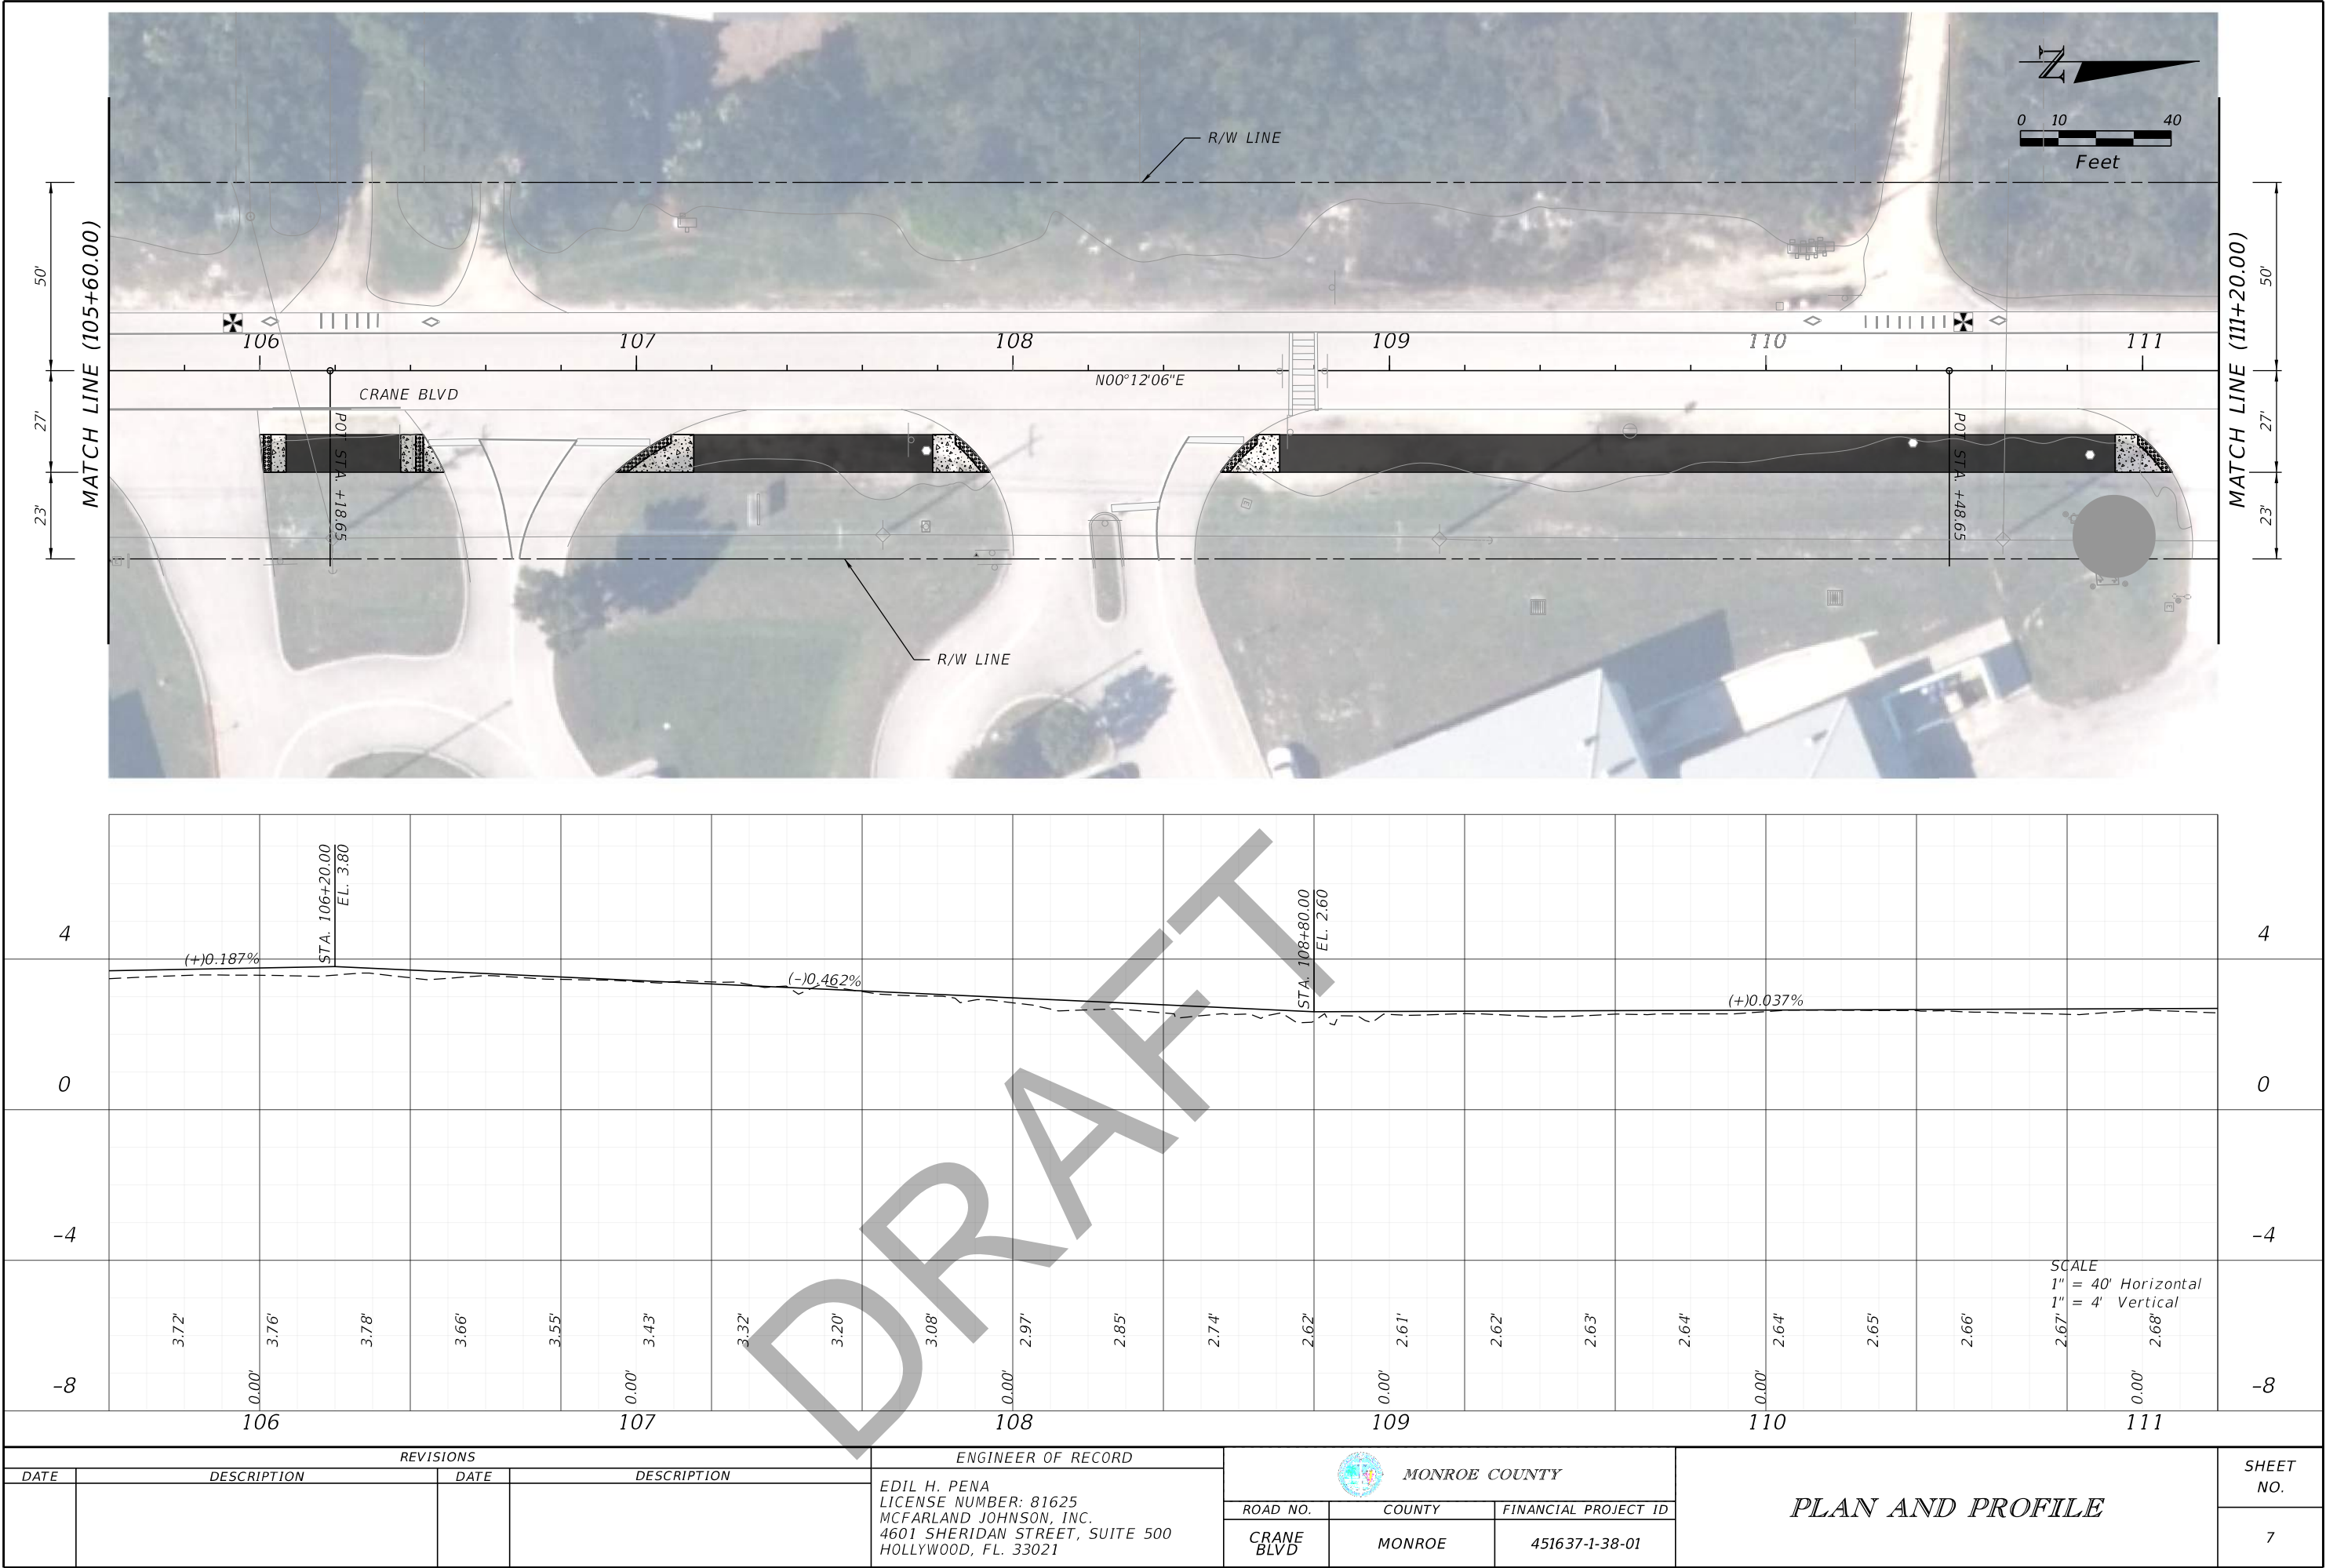 N
0 10 40
Feet
R/W LINE
50'
27'
23'
MATCH LINE (105+60.00)
MATCH LINE (111+20.00)
50'
27'
23'
106 107 108 109 110 111
CRANE BLVD
N00°12'06"E
POT STA. +18.65
POT STA. +48.65
R/W LINE
DRAFT
STA. 106+20.00
EL. 3.80
STA. 108+80.00
EL. 2.60
4 4
(+)0.187%
(-)0.462%
(+)0.037%
0 0
-4 -4
SCALE
1" = 40' Horizontal
1" = 4' Vertical
3.72' 3.76' 3.78' 3.66' 3.55' 3.43' 3.32' 3.20' 3.08' 2.97' 2.85' 2.74' 2.62' 2.61' 2.62' 2.63' 2.64' 2.64' 2.65' 2.66' 2.67' 2.68'
0.00' 0.00' 0.00' 0.00' 0.00' 0.00'
-8 -8
106 107 108 109 110 111
REVISIONS
DATE DESCRIPTION DATE DESCRIPTION
ENGINEER OF RECORD
EDIL H. PENA
LICENSE NUMBER: 81625
MCFARLAND JOHNSON, INC.
4601 SHERIDAN STREET, SUITE 500
HOLLYWOOD, FL. 33021
MONROE COUNTY
ROAD NO. COUNTY FINANCIAL PROJECT ID
CRANE
BLVD
MONROE
451637-1-38-01
PLAN AND PROFILE
SHEET
NO.
7